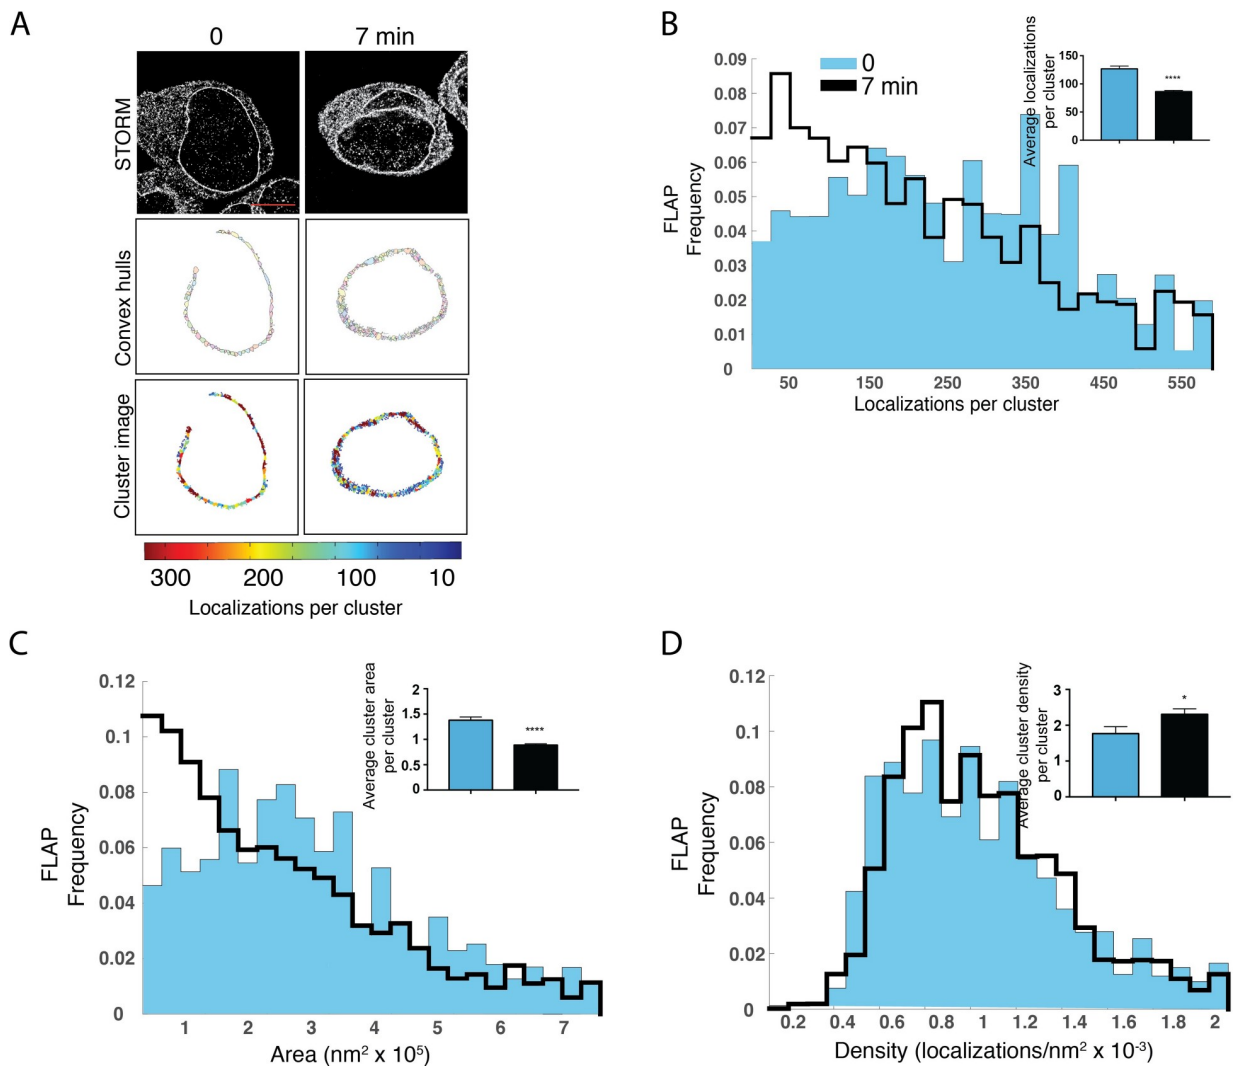 A
0 7 min
STORM
Convex hulls
Cluster image
300 200 100 10
Localizations per cluster
B
0
7 min
FLAP
Frequency
0.09
0.08
0.07
0.06
0.05
0.04
0.03
0.02
0.01
0
50 150 250 350 450 550
Localizations per cluster
Average localizations
per cluster
150
100
50
0
****
C
FLAP
Frequency
0.12
0.1
0.08
0.06
0.04
0.02
0
1 2 3 4 5 6 7
Area (nm² x 10⁵)
Average cluster area
per cluster
2
1.5
1
0.5
0
****
D
FLAP
Frequency
0.12
0.1
0.08
0.06
0.04
0.02
0
0.2 0.4 0.6 0.8 1 1.2 1.4 1.6 1.8 2
Density (localizations/nm² x 10⁻³)
Average cluster density
per cluster
3
2
1
0
*